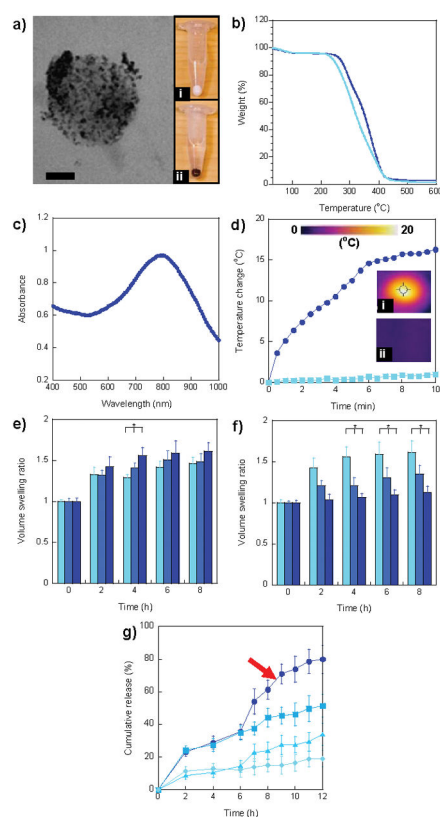 a)
i
ii
b)
Weight (%)
100
80
60
40
20
0
100 200 300 400 500 600
Temperature (°C)
c)
Absorbance
1.2
1
0.8
0.6
0.4
0.2
400 500 600 700 800 900 1000
Wavelength (nm)
d)
Temperature change (°C)
20
15
10
5
0
0 20
(°C)
i
ii
0 2 4 6 8 10
Time (min)
e)
Volume swelling ratio
2
1.5
1
0.5
0
*
0 2 4 6 8
Time (h)
f)
Volume swelling ratio
2
1.5
1
0.5
0
* * *
0 2 4 6 8
Time (h)
g)
Cumulative release (%)
100
80
60
40
20
0
0 2 4 6 8 10 12
Time (h)